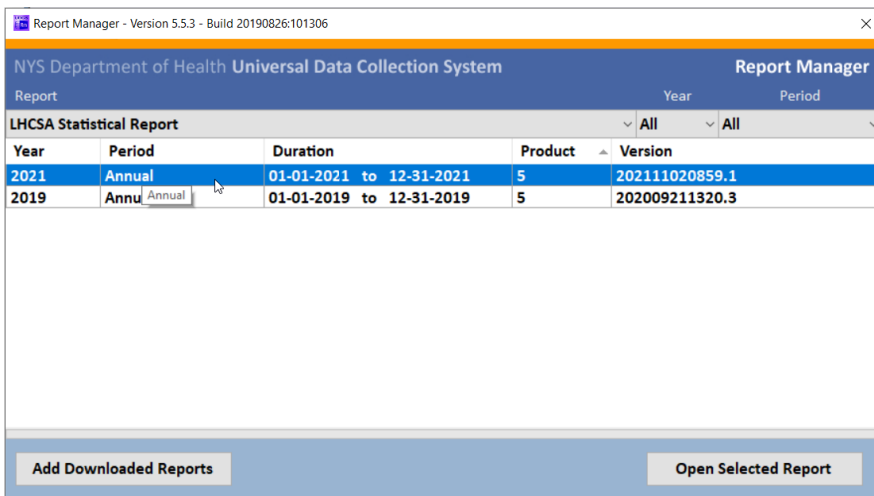 Report Manager - Version 5.5.3 - Build 20190826:101306
NYS Department of Health Universal Data Collection System Report Manager
Report Year Period
LHCSA Statistical Report All All
Year Period Duration Product Version
2021 Annual 01-01-2021 to 12-31-2021 5 202111020859.1
2019 Annu 01-01-2019 to 12-31-2019 5 202009211320.3
Annual
Add Downloaded Reports Open Selected Report